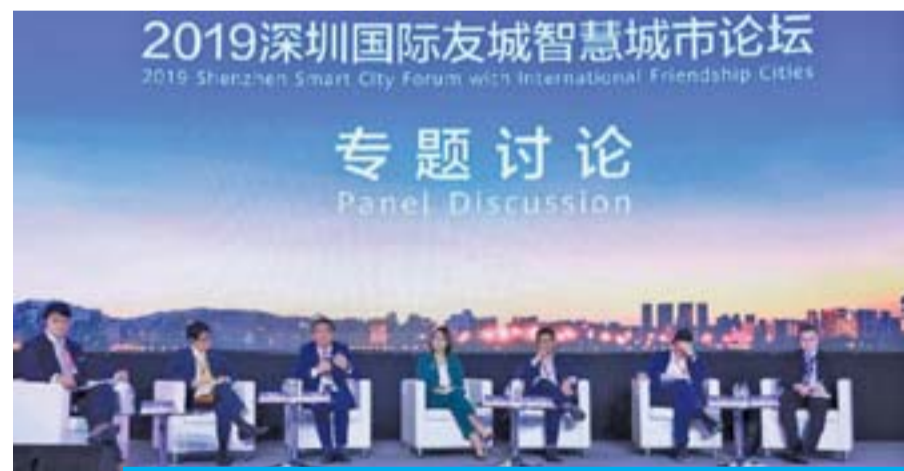 2019深圳国际友城智慧城市论坛
2019 Shenzhen Smart City Forum with International Friendship Cities
专题讨论
Panel Discussion